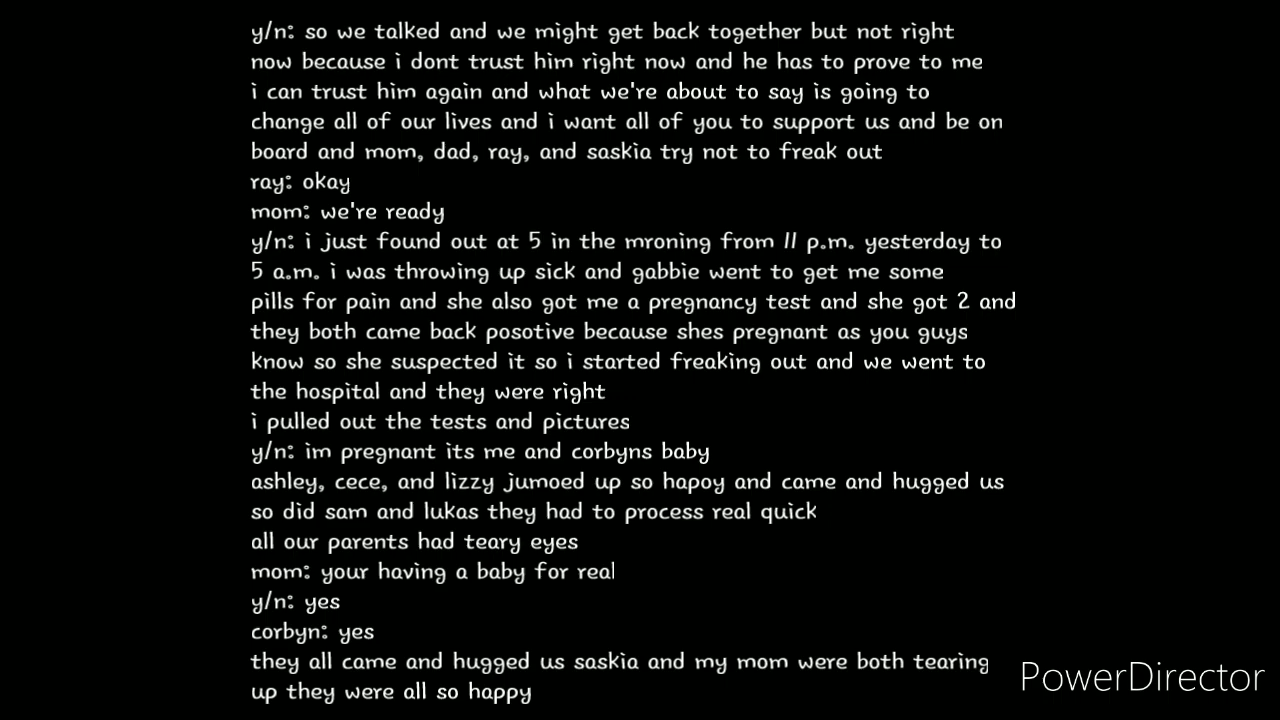 y/n: so we talked and we might get back together but not right
now because i dont trust him right now and he has to prove to me
i can trust him again and what we're about to say is going to
change all of our lives and i want all of you to support us and be on
board and mom, dad, ray, and saskia try not to freak out
ray: okay
mom: we're ready
y/n: i just found out at 5 in the mroning from 11 p.m. yesterday to
5 a.m. i was throwing up sick and gabbie went to get me some
pills for pain and she also got me a pregnancy test and she got 2 and
they both came back posotive because shes pregnant as you guys
know so she suspected it so i started freaking out and we went to
the hospital and they were right
i pulled out the tests and pictures
y/n: im pregnant its me and corbyns baby
ashley, cece, and lizzy jumoed up so hapoy and came and hugged us
so did sam and lukas they had to process real quick
all our parents had teary eyes
mom: your having a baby for real
y/n: yes
corbyn: yes
they all came and hugged us saskia and my mom were both tearing
up they were all so happy
PowerDirector